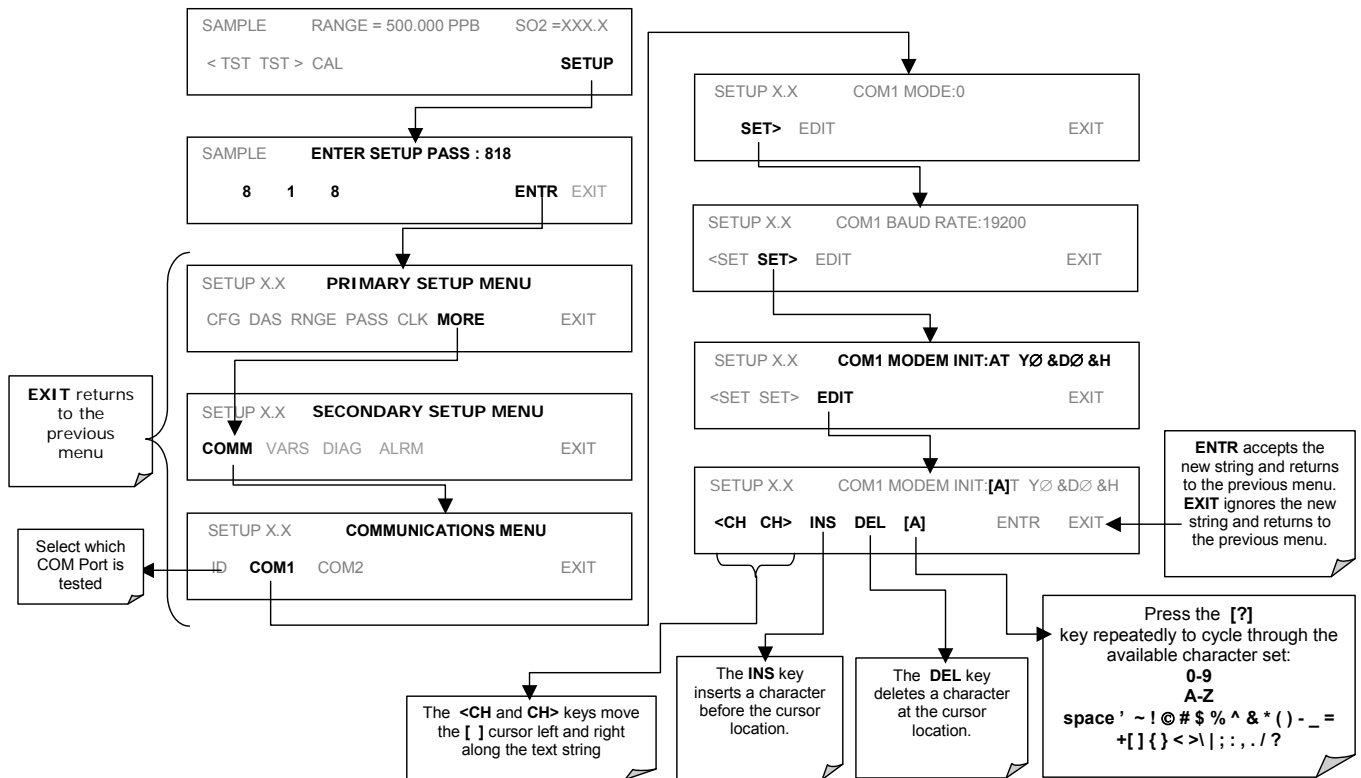 SAMPLE RANGE = 500.000 PPB SO2 =XXX.X
< TST TST > CAL SETUP
SAMPLE ENTER SETUP PASS : 818
8 1 8 ENTR EXIT
SETUP X.X PRIMARY SETUP MENU
CFG DAS RNGE PASS CLK MORE EXIT
EXIT returns
to the
previous
menu
SETUP X.X SECONDARY SETUP MENU
COMM VARS DIAG ALRM EXIT
SETUP X.X COMMUNICATIONS MENU
ID COM1 COM2 EXIT
Select which
COM Port is
tested
SETUP X.X COM1 MODE:0
SET> EDIT EXIT
SETUP X.X COM1 BAUD RATE:19200
<SET SET> EDIT EXIT
SETUP X.X COM1 MODEM INIT:AT Y∅ &D∅ &H
<SET SET> EDIT EXIT
SETUP X.X COM1 MODEM INIT:[A]T Y∅ &D∅ &H
<CH CH> INS DEL [A] ENTR EXIT
ENTR accepts the
new string and returns
to the previous menu.
EXIT ignores the new
string and returns to
the previous menu.
The <CH and CH> keys move
the [ ] cursor left and right
along the text string
The INS key
inserts a character
before the cursor
location.
The DEL key
deletes a character
at the cursor
location.
Press the [?]
key repeatedly to cycle through the
available character set:
0-9
A-Z
space ' ~ ! © # $ % ^ & * ( ) - _ =
+[ ] { } < >\ | ; : , . / ?